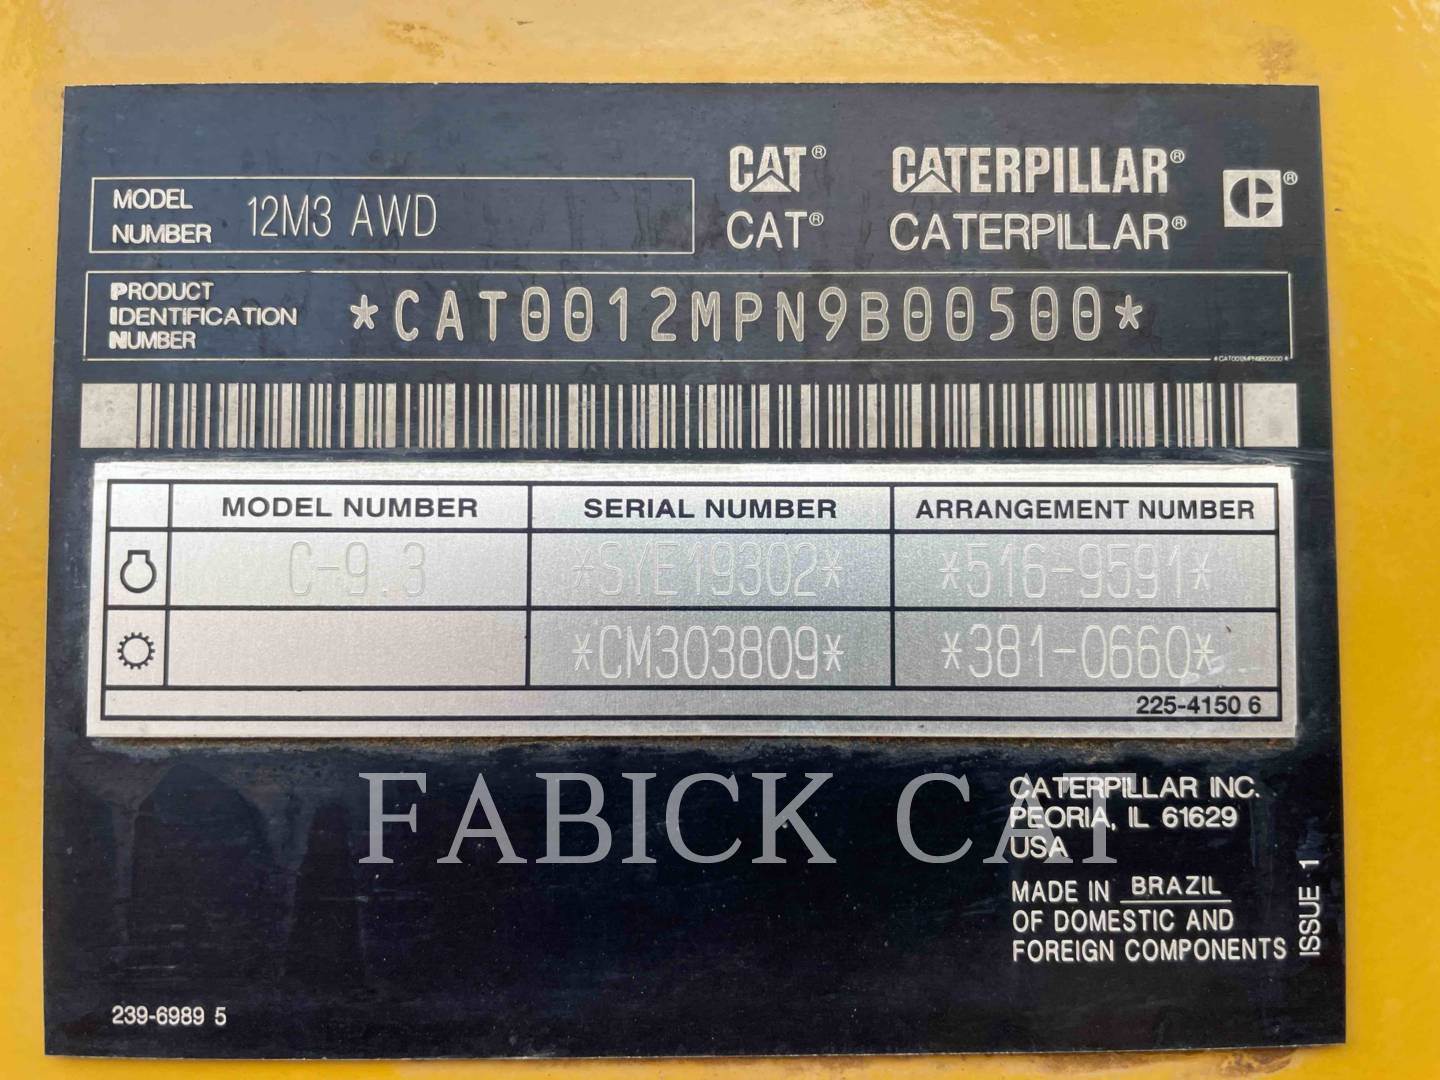 CAT® CATERPILLAR®
CAT® CATERPILLAR® C®
MODEL
NUMBER 12M3 AWD
PRODUCT
IDENTIFICATION
NUMBER *CAT0012MPN9B00500*
*CAT0012MPN9B00500*
MODEL NUMBER SERIAL NUMBER ARRANGEMENT NUMBER
C-9.3 *SYE19302* *516-9591*
*CM303809* *381-0660*
225-4150 6
FABICK CAT
CATERPILLAR INC.
PEORIA, IL 61629
USA
MADE IN BRAZIL
OF DOMESTIC AND
FOREIGN COMPONENTS
ISSUE 1
239-6989 5